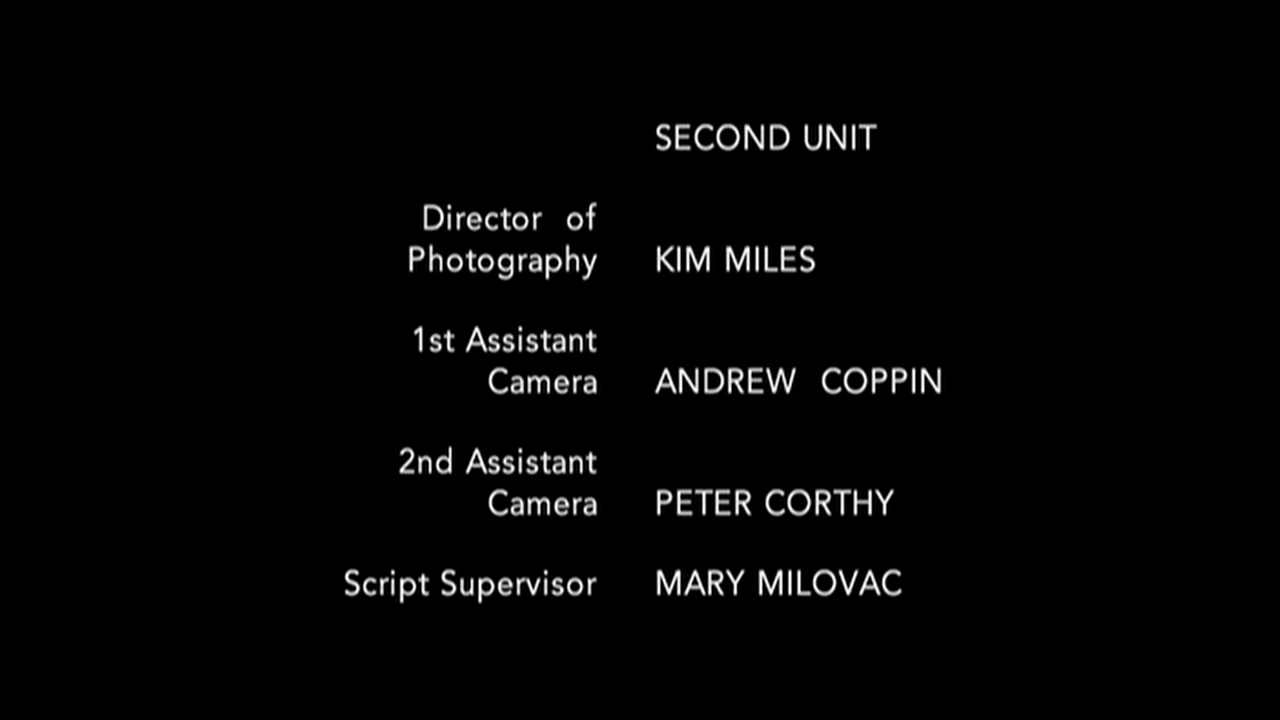 SECOND UNIT
Director of
Photography KIM MILES
1st Assistant
Camera ANDREW COPPIN
2nd Assistant
Camera PETER CORTHY
Script Supervisor MARY MILOVAC